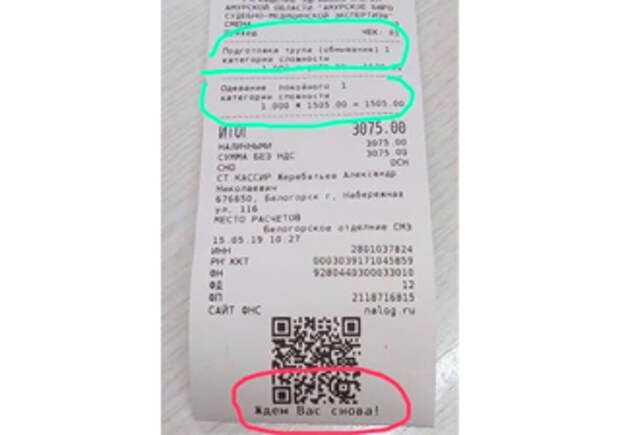 АМУРСКОЙ ОБЛАСТИ "АМУРСКОЕ БЮРО
СУДЕБНО-МЕДИЦИНСКОЙ ЭКСПЕРТИЗЫ"
СМЕНА
ЧЕК:
Подготовка трупа (обмывание) 1
категории сложности
Одевание покойного 1
категории сложности
1.000 * 1505.00 = 1505.00
ИТОГ 3075.00
НАЛИЧНЫМИ 3075.00
СУММА БЕЗ НДС 3075.00
СНО ОСН
СТ.КАССИР Жеребятьев Александр
Николаевич
676850, Белогорск г, Набережная
ул, 116
МЕСТО РАСЧЕТОВ
Белогорское отделние СМЭ
15.05.19 10:27
ИНН 2801037824
РН ККТ 0003039171045859
ФН 9280440300033010
ФД 12
ФП 2118716815
САЙТ ФНС nalog.ru
Ждем Вас снова!